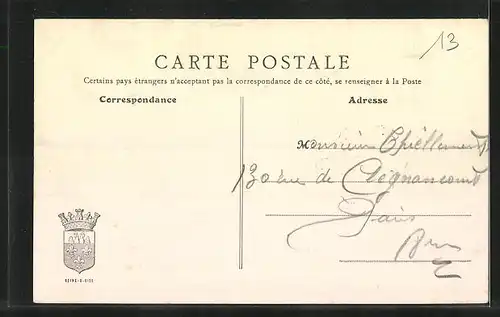 13
CARTE POSTALE
Certains pays étrangers n'acceptant pas la correspondance de ce côté, se renseigner à la Poste
Correspondance
Adresse
Monsieur
130 rue de Clignancourt
Paris